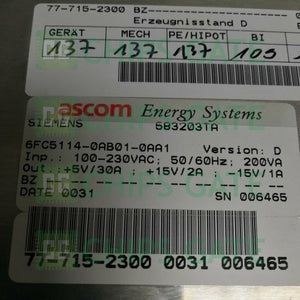 77-715-2300 BZ
Erzeugnisstand D
GERÄT MECH PE/HIPOT BI
137 137 137 105
ascom Energy Systems
SIEMENS 583203TA
6FC5114-0AB01-0AA1 Version: D
Inp.: 100-230VAC; 50/60Hz; 200VA
Out.: +5V/30A +15V/2A -15V/1A
BZ
DATE 0031 SN 006465
77-715-2300 0031 006465